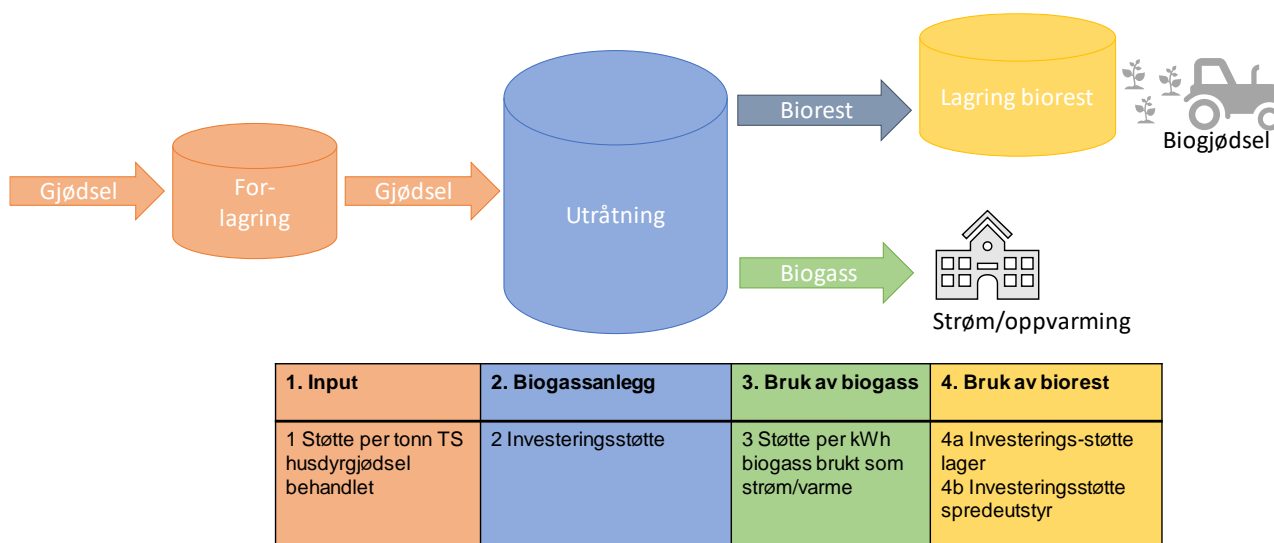 Gjødsel
For-
lagring
Gjødsel
Utråtning
Biorest
Lagring biorest
Biogjødsel
Biogass
Strøm/oppvarming
1. Input
2. Biogassanlegg
3. Bruk av biogass
4. Bruk av biorest
1 Støtte per tonn TS
husdyrgjødsel
behandlet
2 Investeringsstøtte
3 Støtte per kWh
biogass brukt som
strøm/varme
4a Investerings-støtte
lager
4b Investeringsstøtte
spredeutstyr